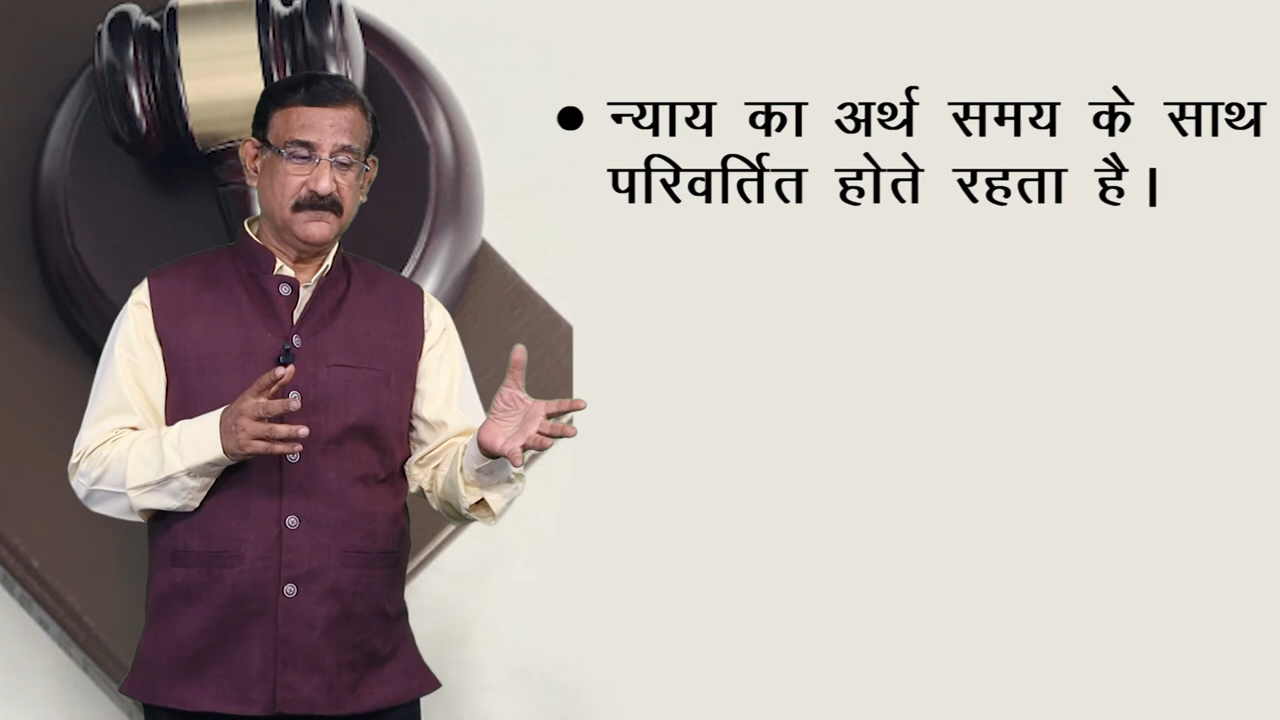 • न्याय का अर्थ समय के साथ
परिवर्तित होते रहता है।